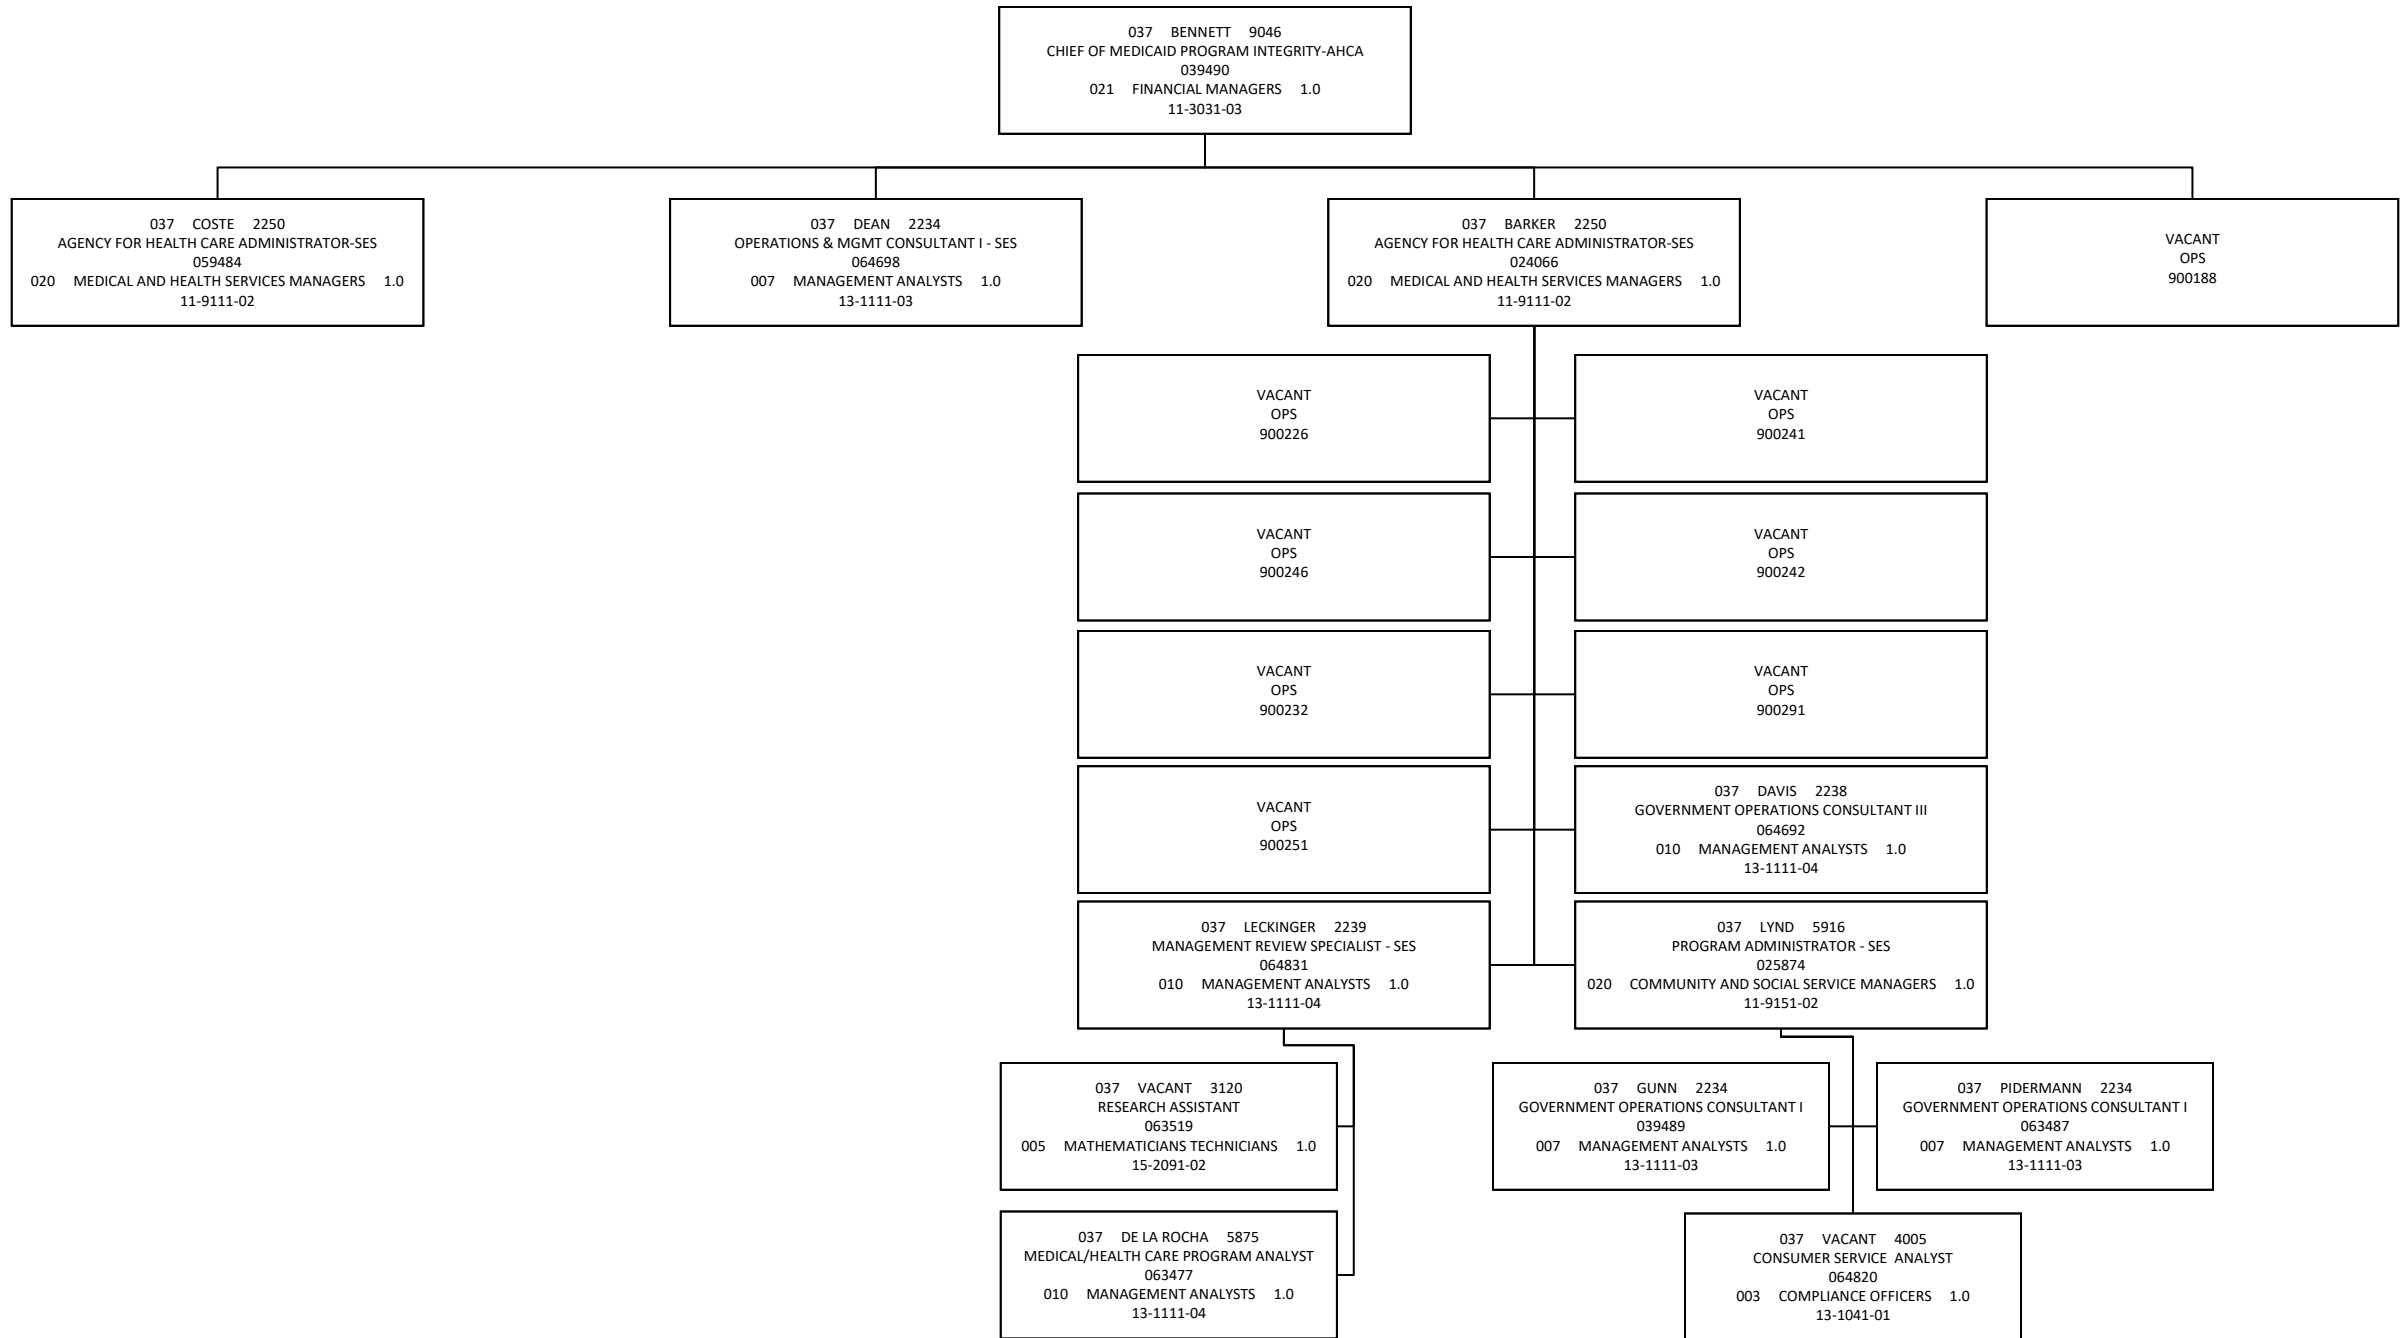 037 BENNETT 9046
CHIEF OF MEDICAID PROGRAM INTEGRITY-AHCA
039490
021 FINANCIAL MANAGERS 1.0
11-3031-03
037 COSTE 2250
AGENCY FOR HEALTH CARE ADMINISTRATOR-SES
059484
020 MEDICAL AND HEALTH SERVICES MANAGERS 1.0
11-9111-02
037 DEAN 2234
OPERATIONS & MGMT CONSULTANT I - SES
064698
007 MANAGEMENT ANALYSTS 1.0
13-1111-03
037 BARKER 2250
AGENCY FOR HEALTH CARE ADMINISTRATOR-SES
024066
020 MEDICAL AND HEALTH SERVICES MANAGERS 1.0
11-9111-02
VACANT
OPS
900188
VACANT
OPS
900226
VACANT
OPS
900241
VACANT
OPS
900246
VACANT
OPS
900242
VACANT
OPS
900232
VACANT
OPS
900291
VACANT
OPS
900251
037 DAVIS 2238
GOVERNMENT OPERATIONS CONSULTANT III
064692
010 MANAGEMENT ANALYSTS 1.0
13-1111-04
037 LECKINGER 2239
MANAGEMENT REVIEW SPECIALIST - SES
064831
010 MANAGEMENT ANALYSTS 1.0
13-1111-04
037 LYND 5916
PROGRAM ADMINISTRATOR - SES
025874
020 COMMUNITY AND SOCIAL SERVICE MANAGERS 1.0
11-9151-02
037 VACANT 3120
RESEARCH ASSISTANT
063519
005 MATHEMATICIANS TECHNICIANS 1.0
15-2091-02
037 GUNN 2234
GOVERNMENT OPERATIONS CONSULTANT I
039489
007 MANAGEMENT ANALYSTS 1.0
13-1111-03
037 PIDERMANN 2234
GOVERNMENT OPERATIONS CONSULTANT I
063487
007 MANAGEMENT ANALYSTS 1.0
13-1111-03
037 DE LA ROCHA 5875
MEDICAL/HEALTH CARE PROGRAM ANALYST
063477
010 MANAGEMENT ANALYSTS 1.0
13-1111-04
037 VACANT 4005
CONSUMER SERVICE ANALYST
064820
003 COMPLIANCE OFFICERS 1.0
13-1041-01